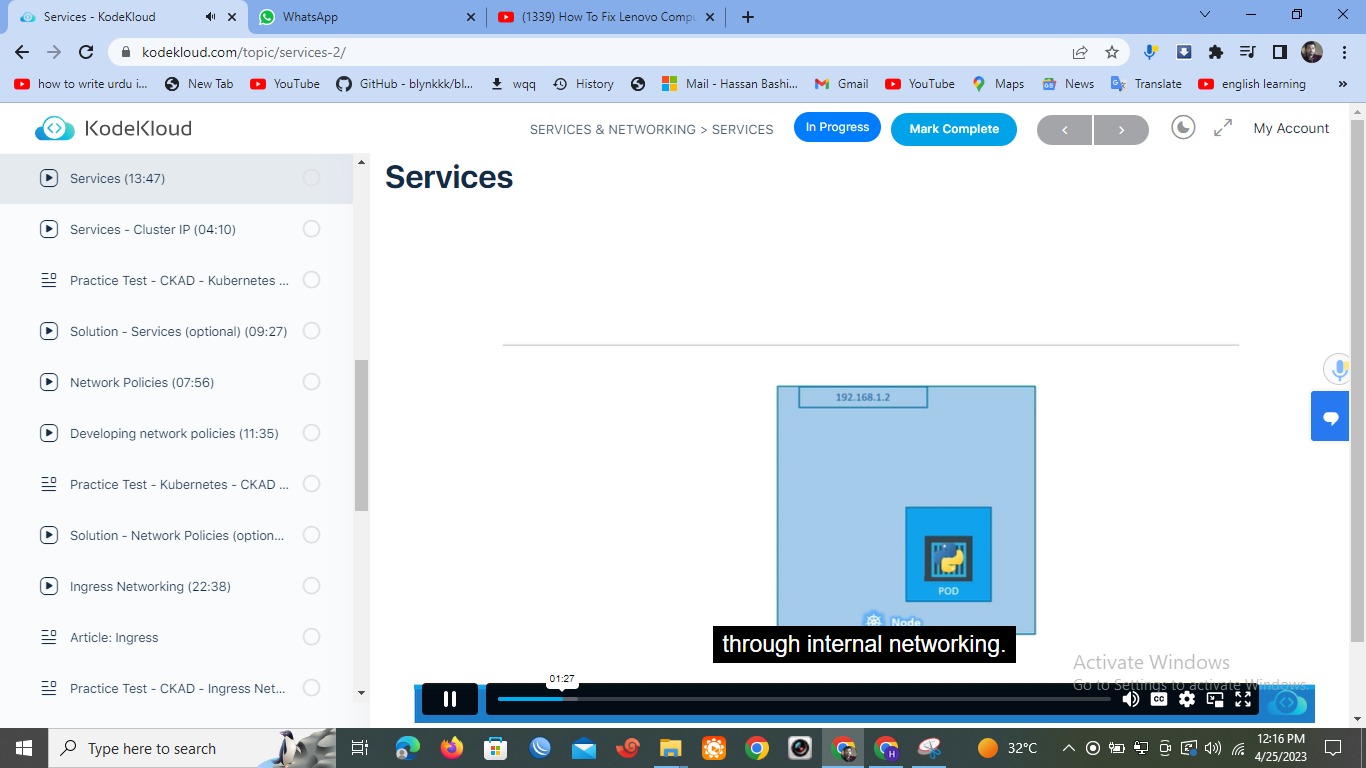 Services - KodeKloud
WhatsApp
(1339) How To Fix Lenovo Compu
kodekloud.com/topic/services-2/
how to write urdu i...
New Tab
YouTube
GitHub - blynkkk/bl...
wqq
History
Mail - Hassan Bashi...
Gmail
YouTube
Maps
News
Translate
english learning
»
KodeKloud
SERVICES & NETWORKING > SERVICES
In Progress
Mark Complete
My Account
Services (13:47)
Services - Cluster IP (04:10)
Practice Test - CKAD - Kubernetes ...
Solution - Services (optional) (09:27)
Network Policies (07:56)
Developing network policies (11:35)
Practice Test - Kubernetes - CKAD ...
Solution - Network Policies (option...
Ingress Networking (22:38)
Article: Ingress
Practice Test - CKAD - Ingress Net...
Services
192.168.1.2
POD
Node
through internal networking.
01:27
CC
Activate Windows
Go to Settings to activate Windows.
Type here to search
H
32°C
12:16 PM
4/25/2023